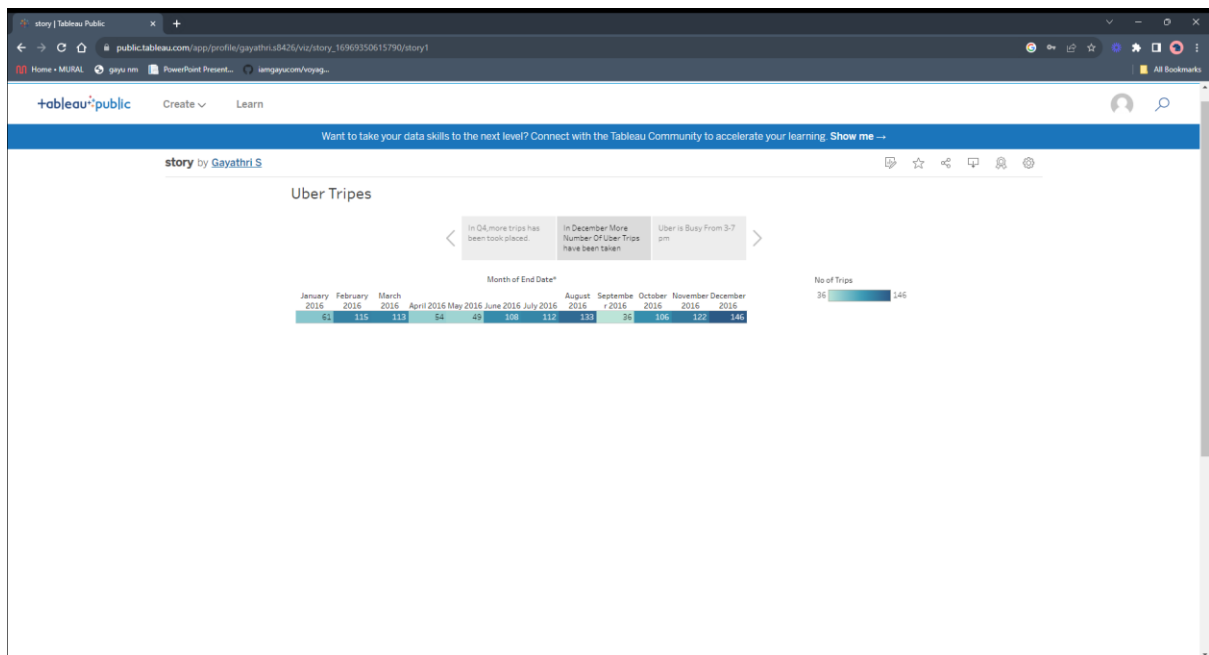 story | Tableau Public
public.tableau.com/app/profile/gayathri.s8426/viz/story_16969350615790/story1
Home • MURAL gayu nm PowerPoint Present... iamgayucom/voyag... All Bookmarks
+ableau public Create Learn
Want to take your data skills to the next level? Connect with the Tableau Community to accelerate your learning. Show me →
story by Gayathri S
Uber Tripes
In Q4,more trips has
been took placed.
In December More
Number Of Uber Trips
have been taken
Uber is Busy From 3-7
pm
Month of End Date*
No of Trips
36 146
January February March August Septembe October November December
2016 2016 2016 April 2016 May 2016 June 2016 July 2016 2016 r 2016 2016 2016 2016
61 115 113 54 49 108 112 133 36 106 122 146